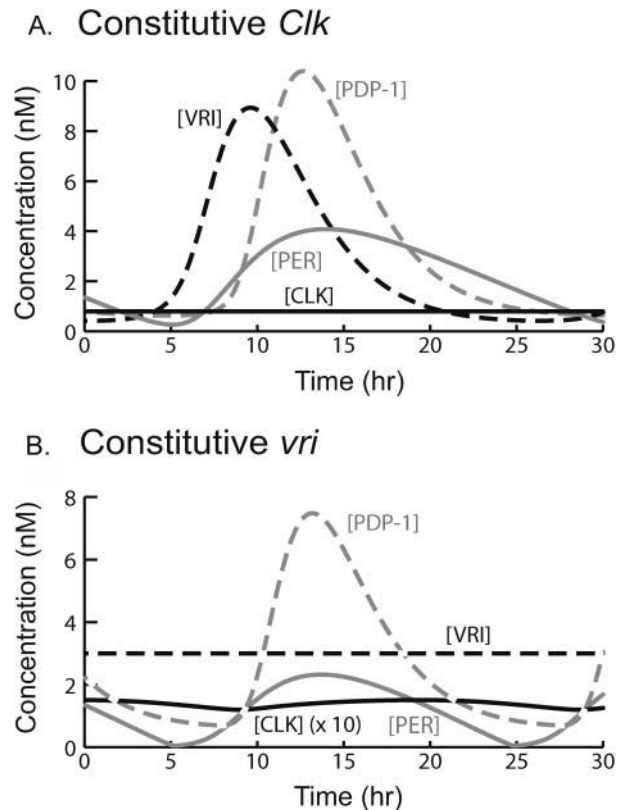 A. Constitutive Clk
Concentration (nM)
10
8
6
4
2
0
[VRI]
[PDP-1]
[PER]
[CLK]
0 5 10 15 20 25 30
Time (hr)
B. Constitutive vri
Concentration (nM)
8
6
4
2
0
[PDP-1]
[VRI]
[CLK] (x 10) [PER]
0 5 10 15 20 25 30
Time (hr)